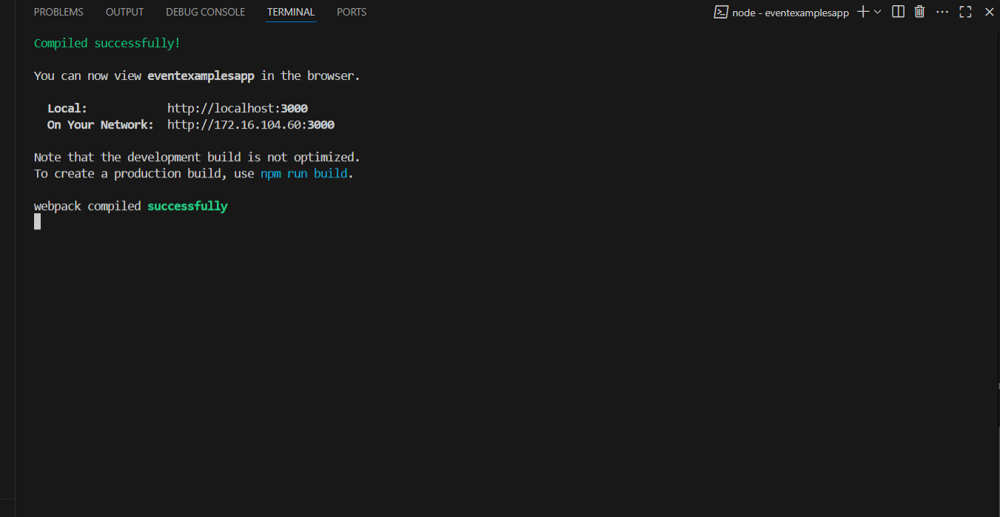 PROBLEMS OUTPUT DEBUG CONSOLE TERMINAL PORTS node - eventexamplesapp
Compiled successfully!
You can now view eventexamplesapp in the browser.
Local: http://localhost:3000
On Your Network: http://172.16.104.60:3000
Note that the development build is not optimized.
To create a production build, use npm run build.
webpack compiled successfully